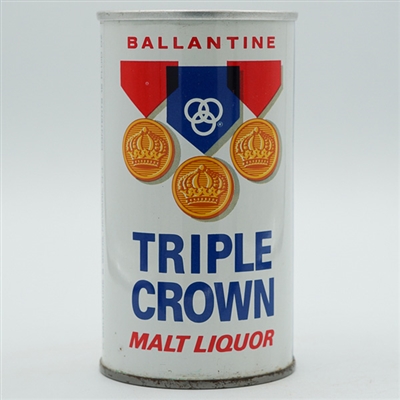 BALLANTINE
®
TRIPLE
CROWN
MALT LIQUOR